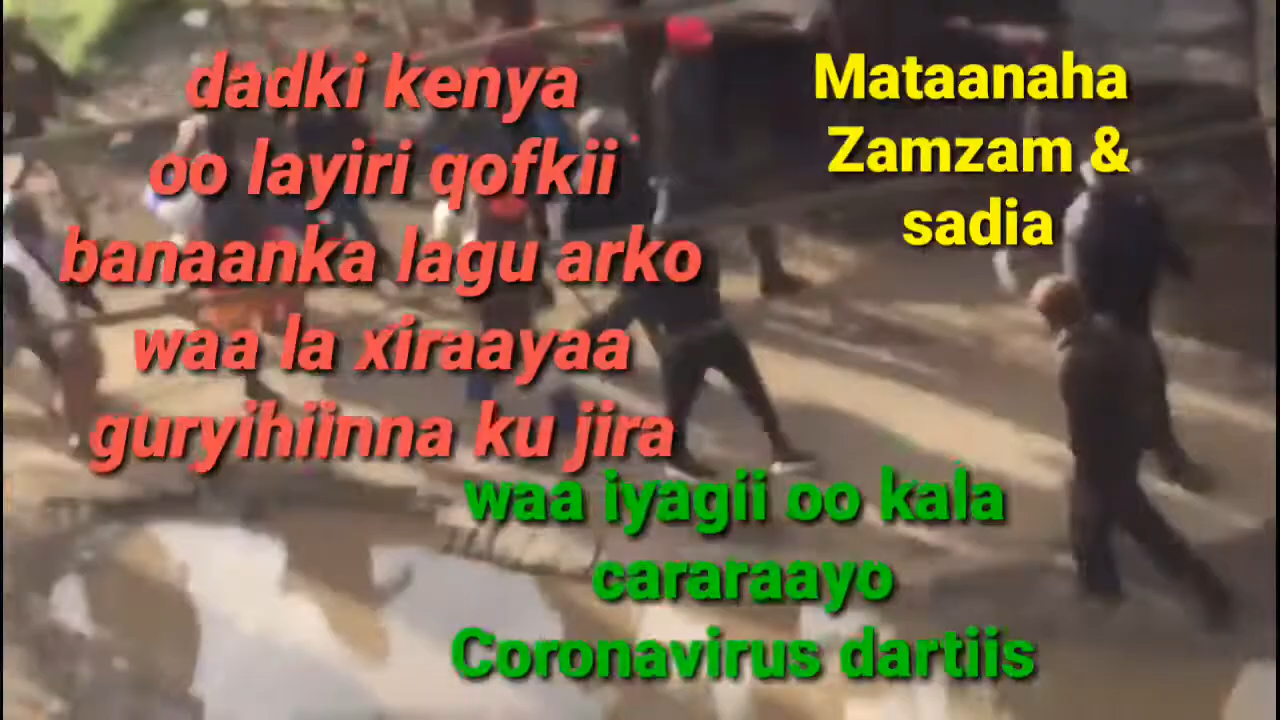 dadki kenya
oo layiri qofkii
banaanka lagu arko
waa la xiraayaa
guryihiinna ku jira
Mataanaha
Zamzam &
sadia
waa iyagii oo kala
cararaayo
Coronavirus dartiis